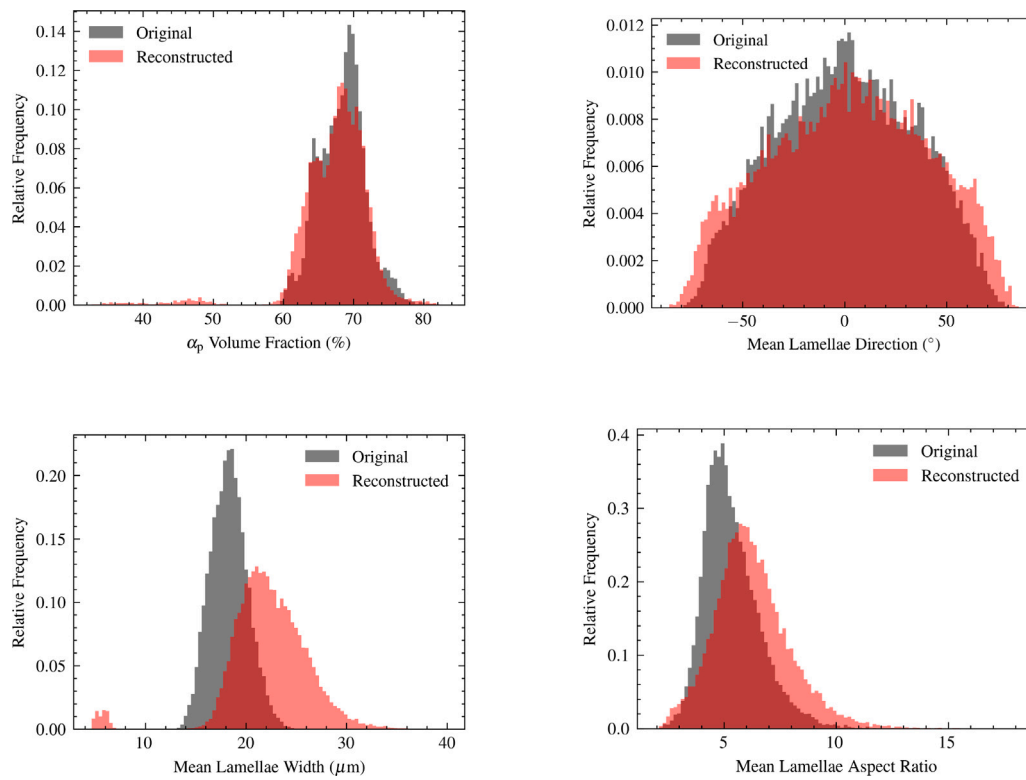 Original
Reconstructed
Relative Frequency
0.14
0.12
0.10
0.08
0.06
0.04
0.02
0.00
40
50
60
70
80
αp Volume Fraction (%)
Original
Reconstructed
Relative Frequency
0.012
0.010
0.008
0.006
0.004
0.002
0.000
−50
0
50
Mean Lamellae Direction (°)
Original
Reconstructed
Relative Frequency
0.20
0.15
0.10
0.05
0.00
10
20
30
40
Mean Lamellae Width (μm)
Original
Reconstructed
Relative Frequency
0.4
0.3
0.2
0.1
0.0
5
10
15
Mean Lamellae Aspect Ratio